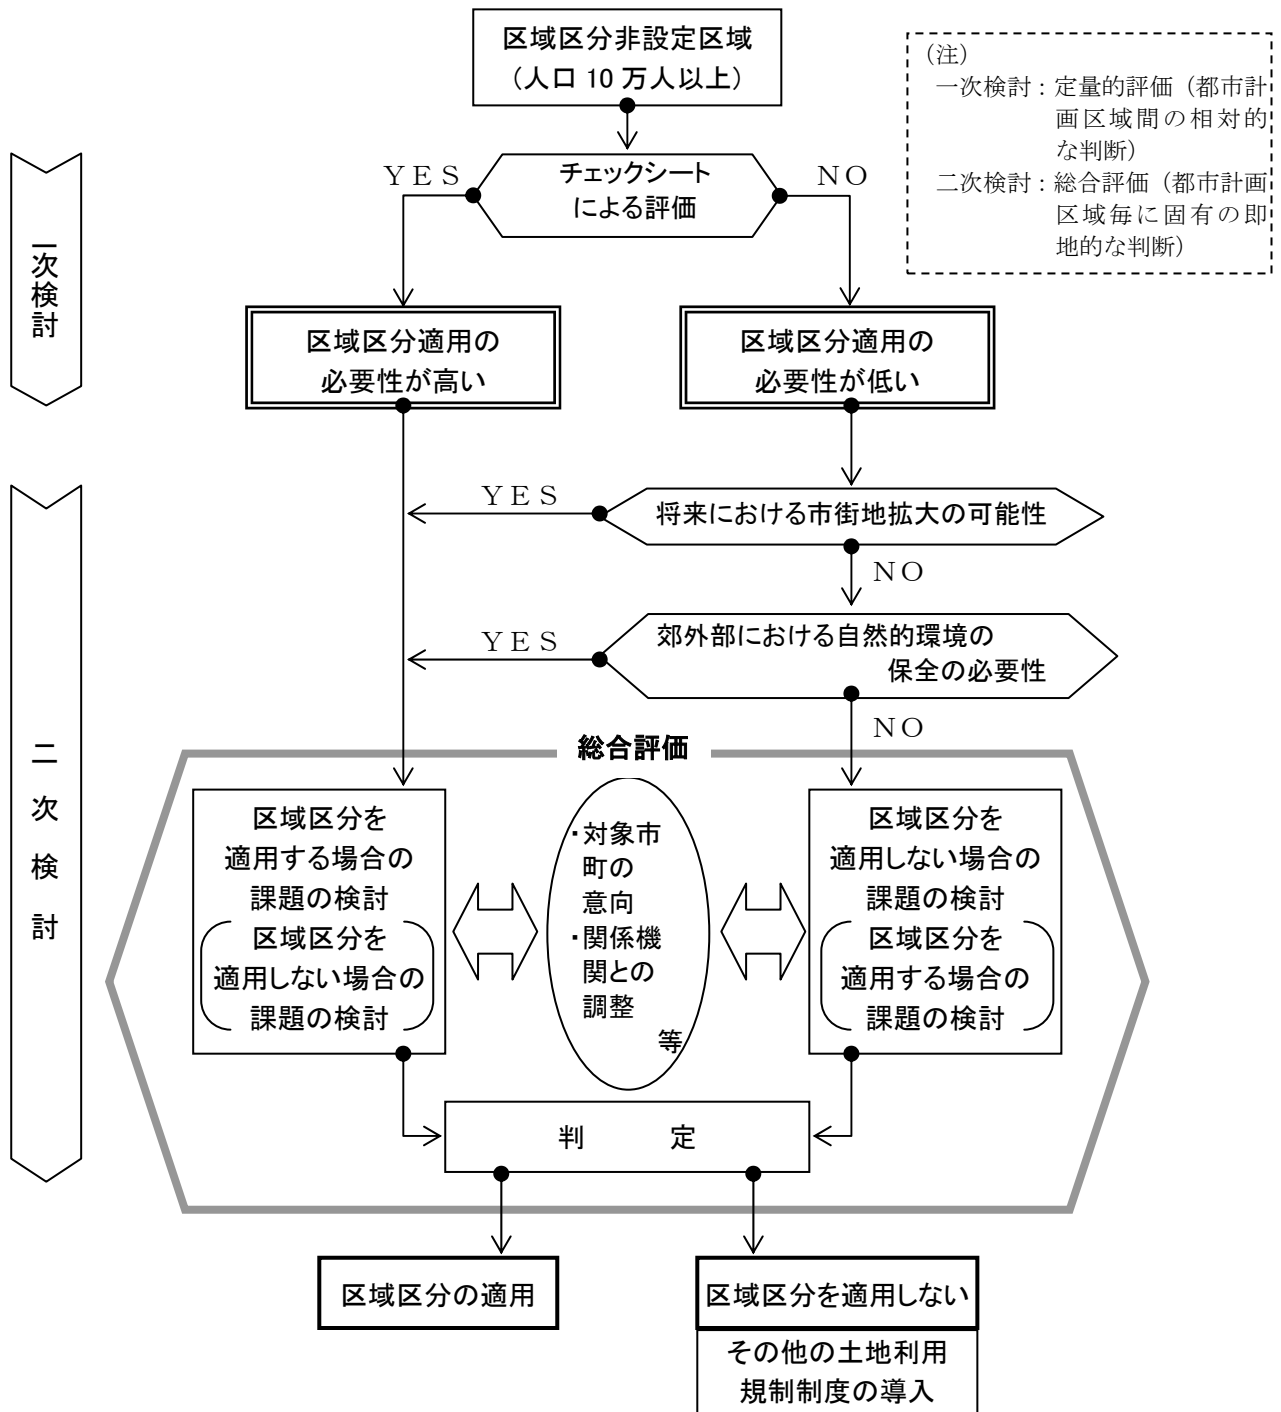 区域区分非設定区域
（人口 10 万人以上）
（注）
一次検討：定量的評価（都市計
画区域間の相対的
な判断）
二次検討：総合評価（都市計画
区域毎に固有の即
地的な判断）
YES
チェックシート
による評価
NO
一次検討
区域区分適用の
必要性が高い
区域区分適用の
必要性が低い
YES
将来における市街地拡大の可能性
NO
YES
郊外部における自然的環境の
保全の必要性
NO
二次検討
総合評価
区域区分を
適用する場合の
課題の検討
区域区分を
適用しない場合の
課題の検討
・対象市
町の
意向
・関係機
関との
調整
等
区域区分を
適用しない場合の
課題の検討
区域区分を
適用する場合の
課題の検討
判　定
区域区分の適用
区域区分を適用しない
その他の土地利用
規制制度の導入